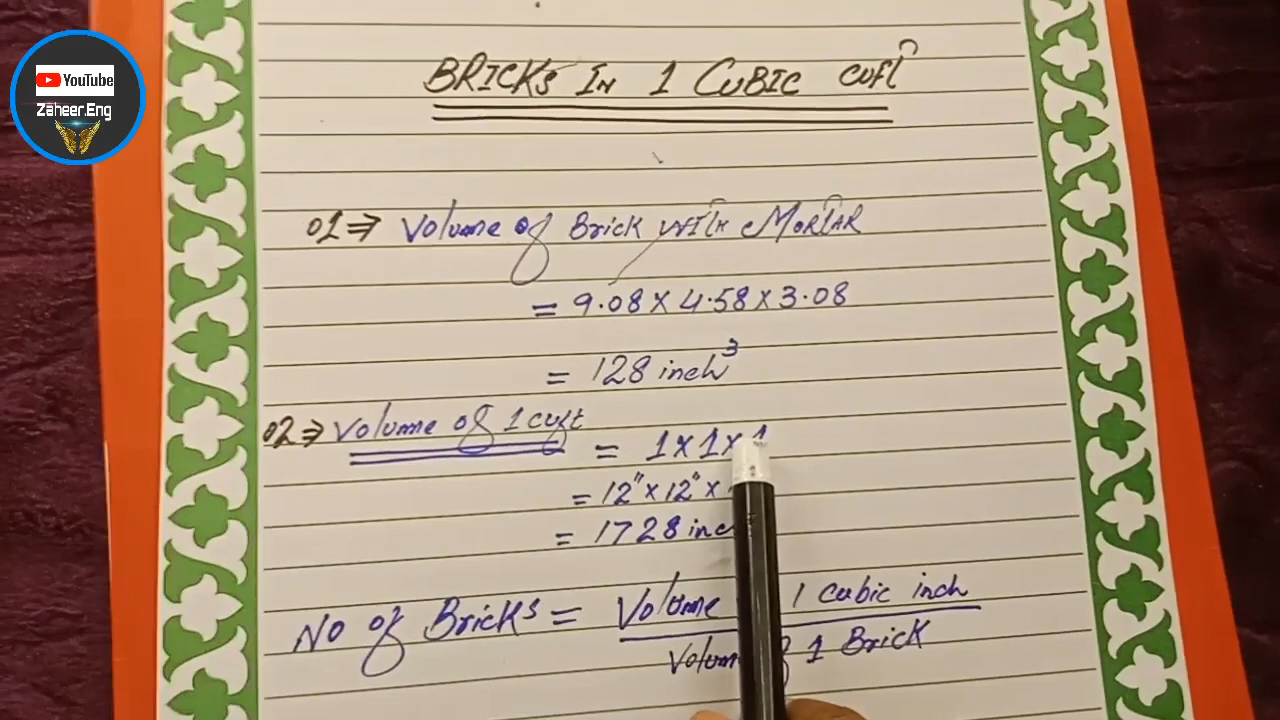 YouTube
Zaheer.Eng
BRICKS IN 1 CUBIC cuft
01⇒ Volume of Brick WITH MORTAR
= 9.08 x 4.58 x 3.08
= 128 inch³
02⇒ Volume of 1 cuft
= 1 x 1 x 1
= 12" x 12" x
= 1728 inc
No of Bricks = Volume 1 cubic inch
Volum f 1 Brick